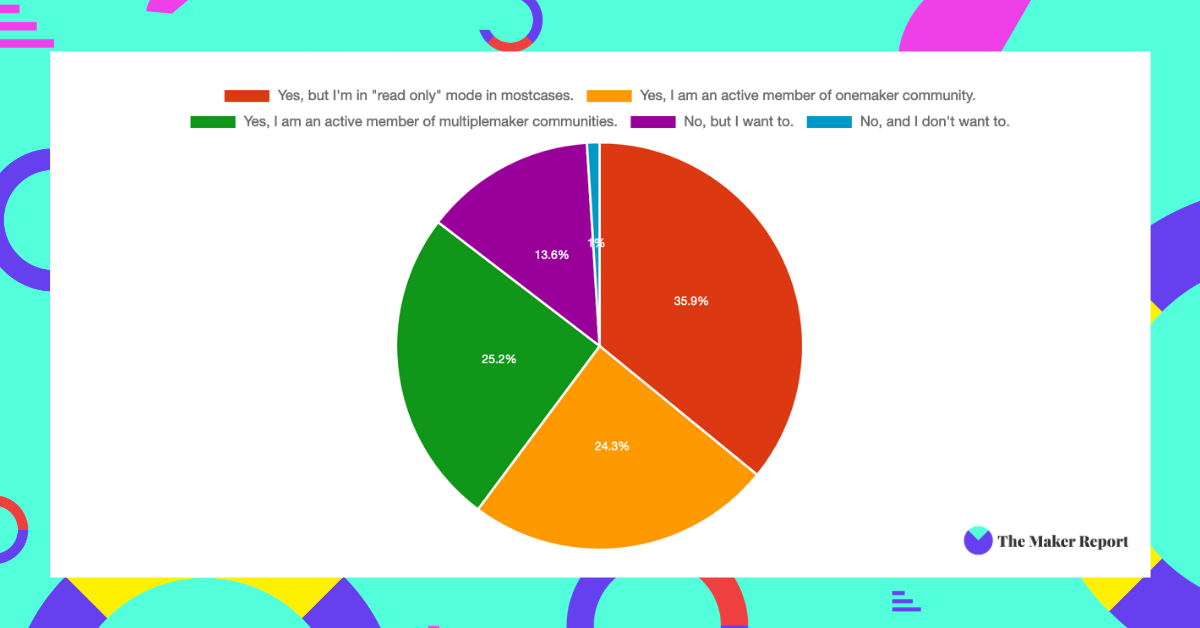 Yes, but I'm in "read only" mode in mostcases. Yes, I am an active member of onemaker community.
Yes, I am an active member of multiplemaker communities. No, but I want to. No, and I don't want to.
1%
13.6%
35.9%
25.2%
24.3%
The Maker Report